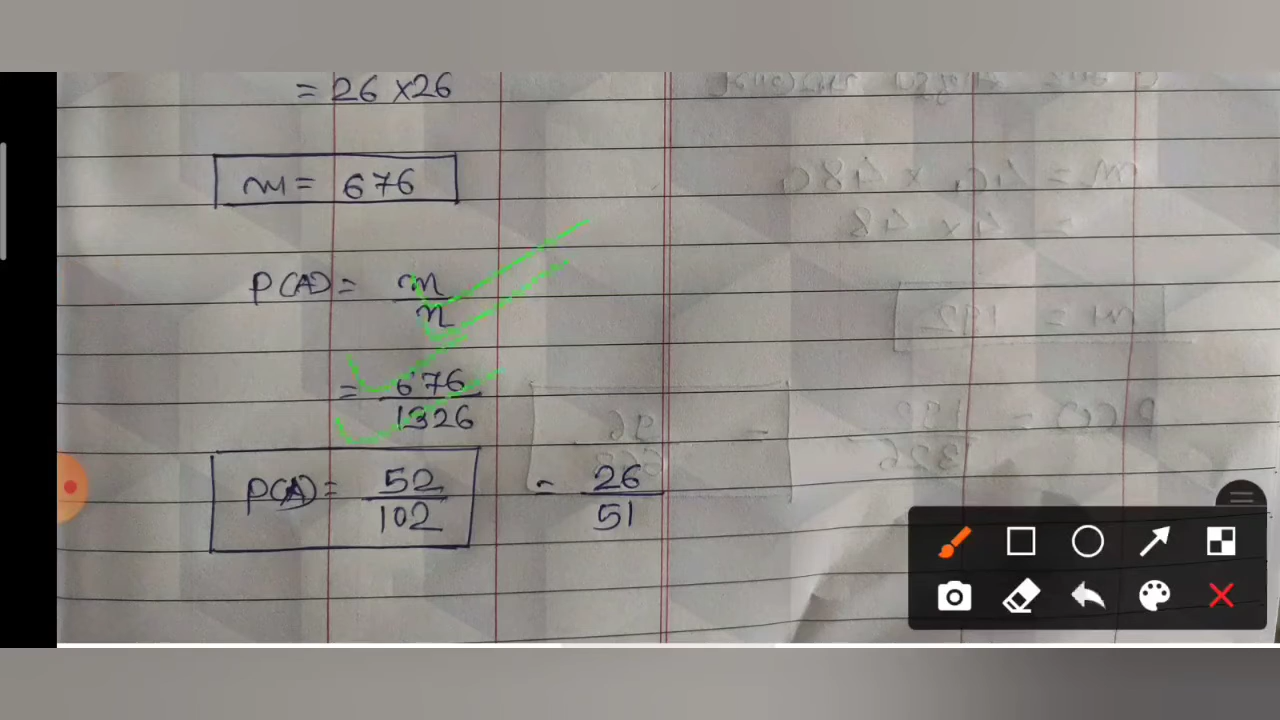 = 26 × 26
m = 676
P(A) = m/n
= 676/1326
P(A) = 52/102 = 26/51